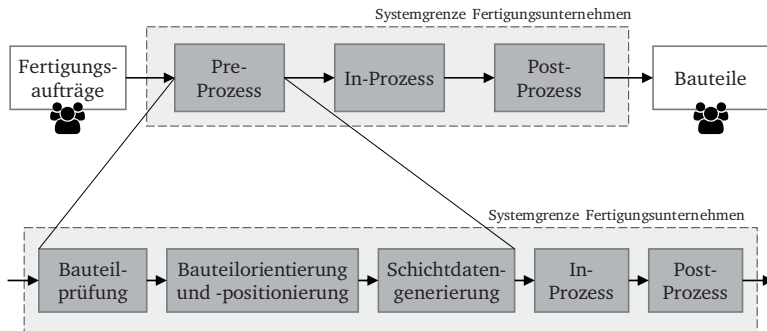 Systemgrenze Fertigungsunternehmen
Fertigungs-
aufträge
Pre-
Prozess
In-Prozess
Post-
Prozess
Bauteile
Systemgrenze Fertigungsunternehmen
Bauteil-
prüfung
Bauteilorientierung
und -positionierung
Schichtdaten-
generierung
In-
Prozess
Post-
Prozess